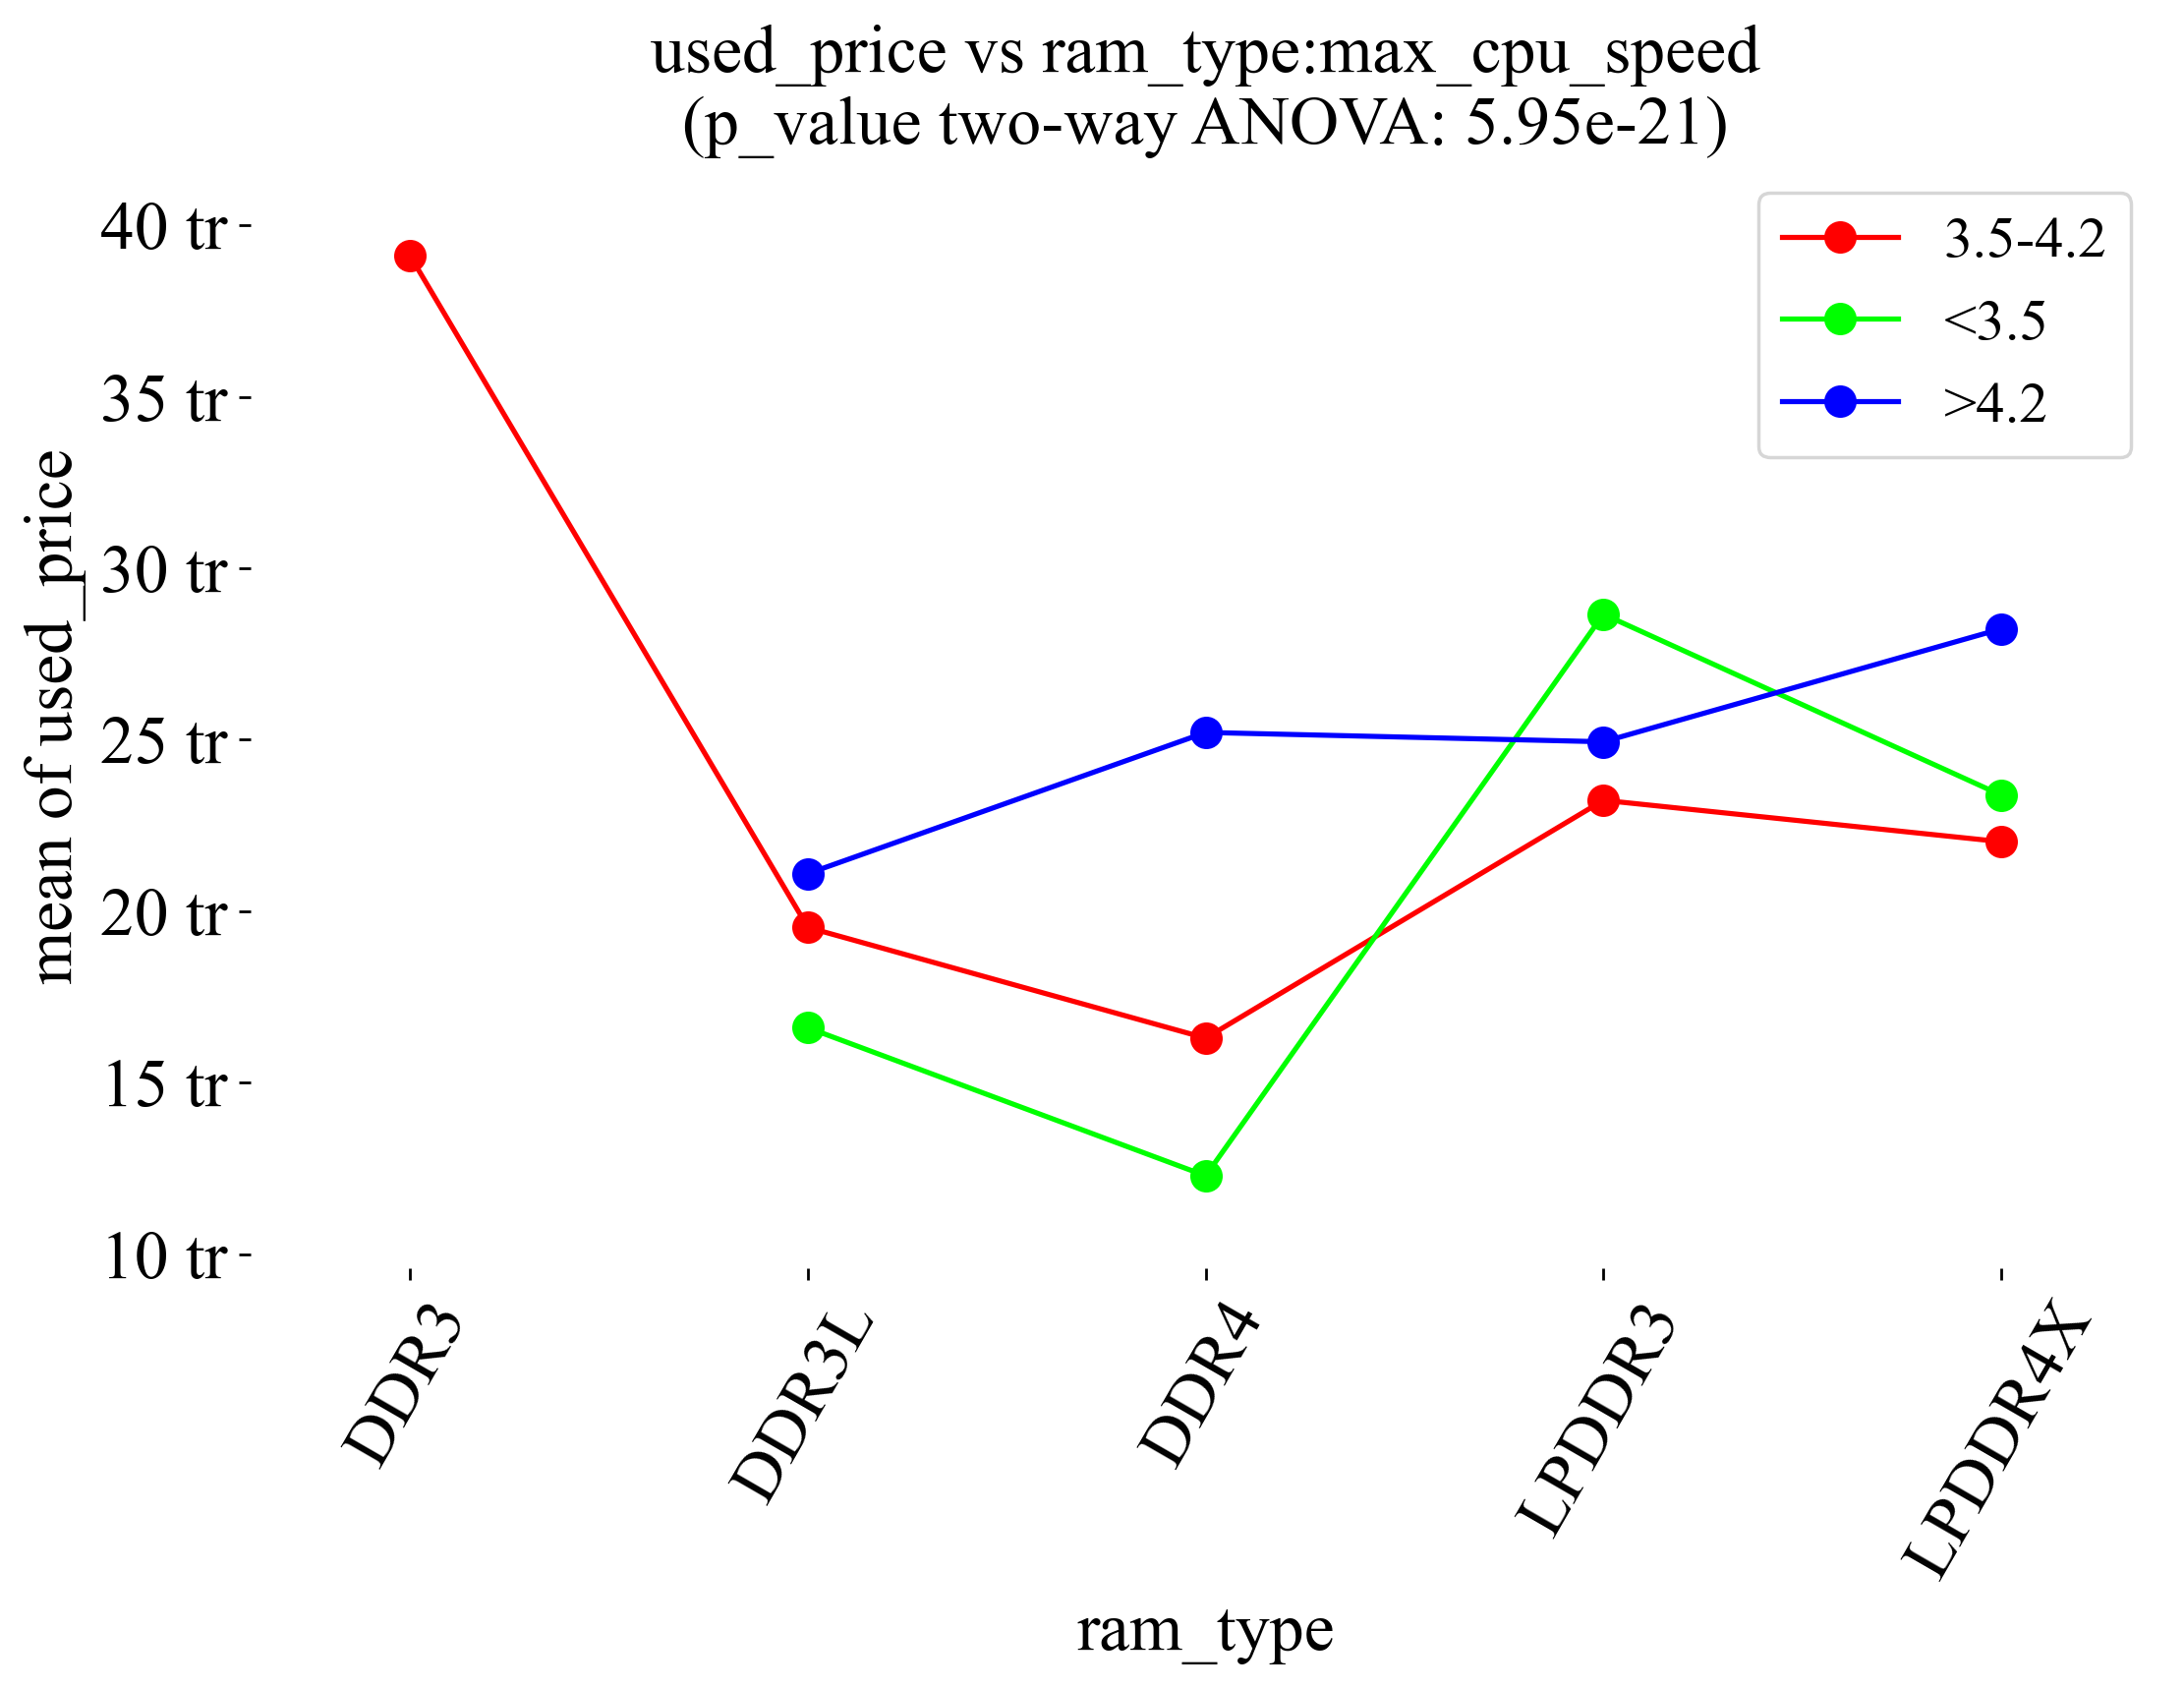 used_price vs ram_type:max_cpu_speed
(p_value two-way ANOVA: 5.95e-21)
40 tr
35 tr
30 tr
25 tr
20 tr
15 tr
10 tr
mean of used_price
3.5-4.2
<3.5
>4.2
DDR3
DDR3L
DDR4
LPDDR3
LPDDR4X
ram_type